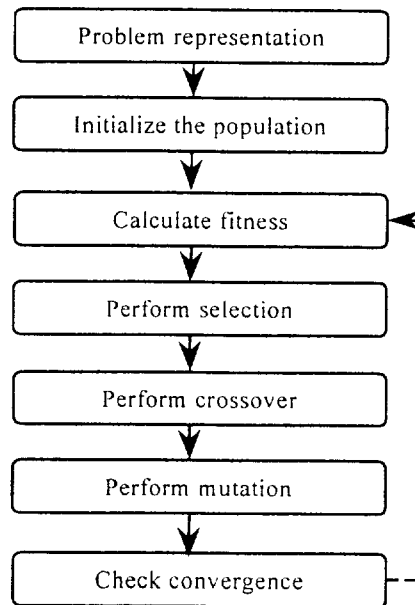 Problem representation
Initialize the population
Calculate fitness
Perform selection
Perform crossover
Perform mutation
Check convergence